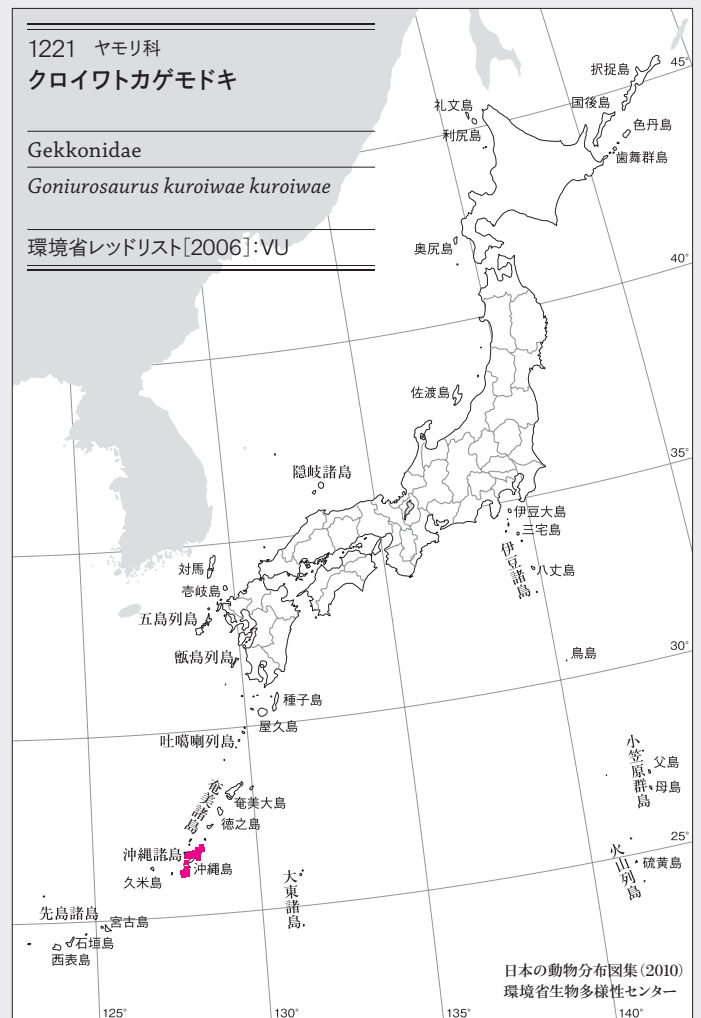 1221 ヤモリ科
クロイワトカゲモドキ
Gekkonidae
Goniurosaurus kuroiwae kuroiwae
環境省レッドリスト[2006]:VU
択捉島
45°
国後島
礼文島
色丹島
利尻島
歯舞群島
奥尻島
40°
佐渡島
35°
隠岐諸島
伊豆大島
三宅島
伊豆諸島
八丈島
対馬
壱岐島
五島列島
甑島列島
鳥島
30°
種子島
屋久島
吐噶喇列島
小笠原群島
父島
母島
奄美諸島
奄美大島
徳之島
25°
沖縄諸島
沖縄島
久米島
火山列島
硫黄島
大東諸島
先島諸島
宮古島
石垣島
西表島
日本の動物分布図集(2010)
環境省生物多様性センター
125°
130°
135°
140°